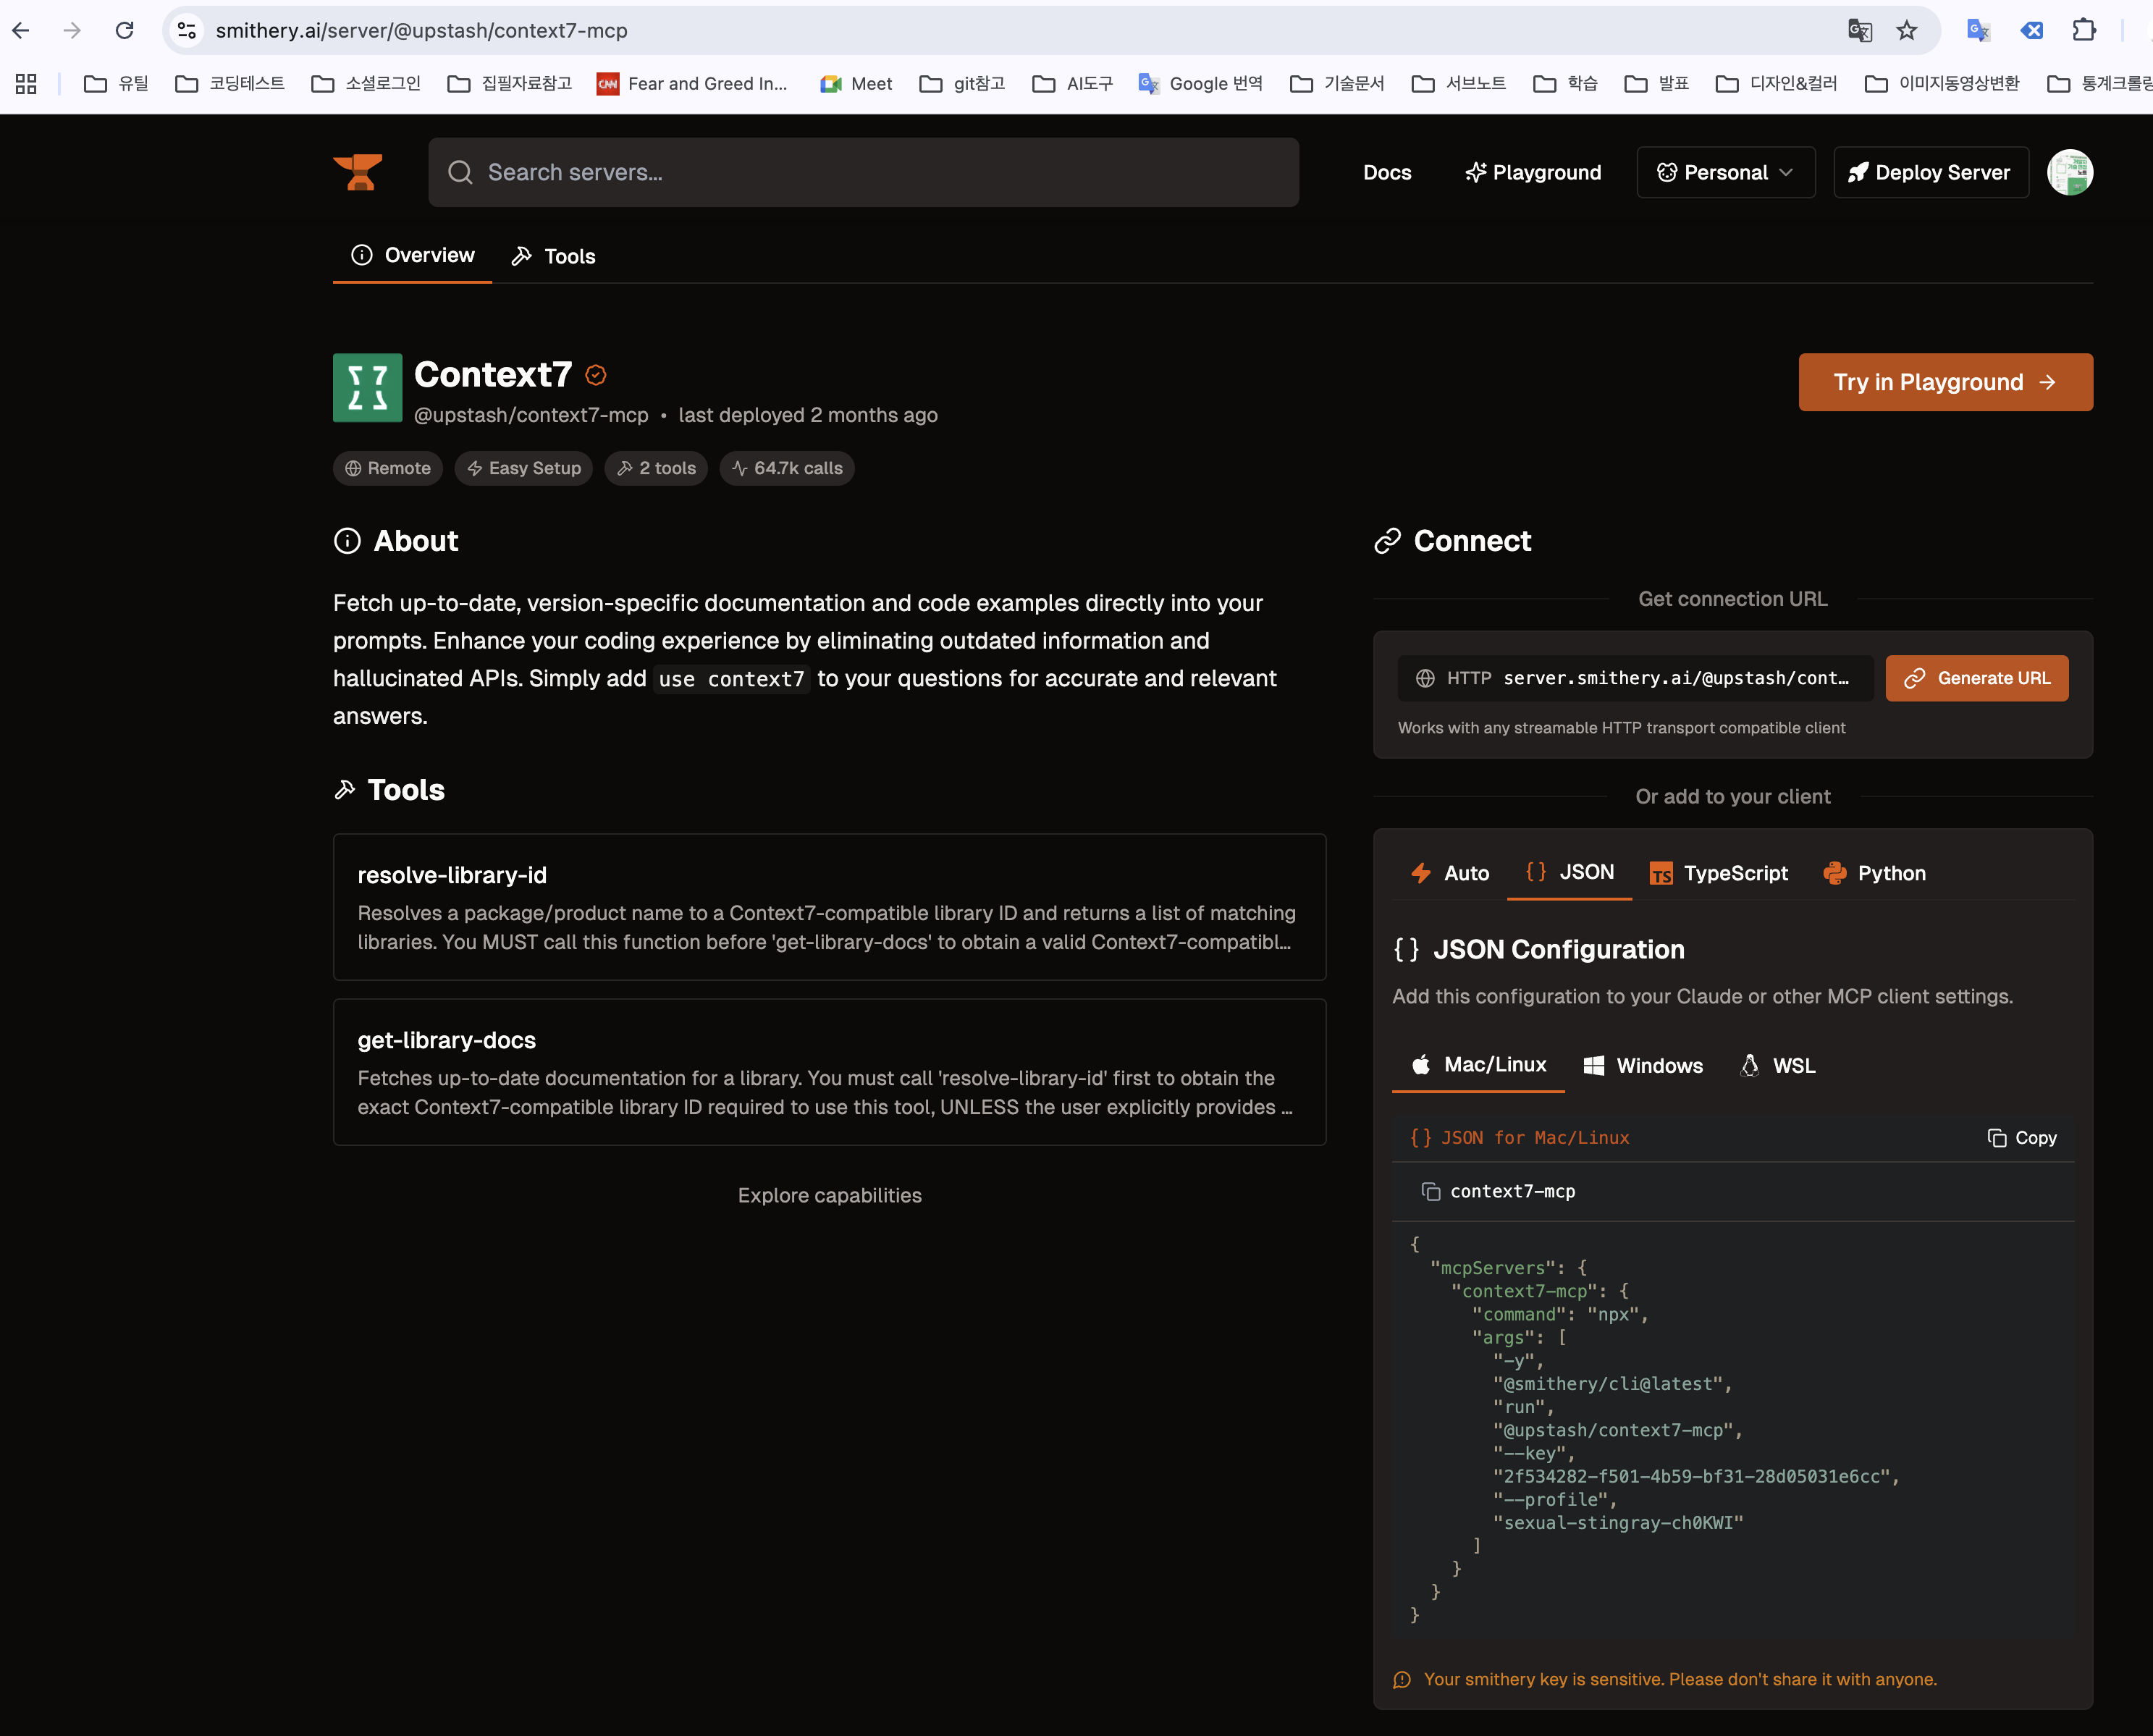 smithery.ai/server/@upstash/context7-mcp
유틸 코딩테스트 소셜로그인 집필자료참고 CNN Fear and Greed In... Meet git참고 AI도구 Google 번역 기술문서 서브노트 학습 발표 디자인&컬러 이미지동영상변환 통계크롤링
Search servers...
Docs Playground Personal Deploy Server
Overview Tools
Context7
@upstash/context7-mcp • last deployed 2 months ago
Try in Playground →
Remote Easy Setup 2 tools 64.7k calls
About
Fetch up-to-date, version-specific documentation and code examples directly into your
prompts. Enhance your coding experience by eliminating outdated information and
hallucinated APIs. Simply add use context7 to your questions for accurate and relevant
answers.
Tools
resolve-library-id
Resolves a package/product name to a Context7-compatible library ID and returns a list of matching
libraries. You MUST call this function before 'get-library-docs' to obtain a valid Context7-compatibl...
get-library-docs
Fetches up-to-date documentation for a library. You must call 'resolve-library-id' first to obtain the
exact Context7-compatible library ID required to use this tool, UNLESS the user explicitly provides ...
Explore capabilities
Connect
Get connection URL
HTTP server.smithery.ai/@upstash/cont... Generate URL
Works with any streamable HTTP transport compatible client
Or add to your client
Auto {} JSON TS TypeScript Python
{} JSON Configuration
Add this configuration to your Claude or other MCP client settings.
Mac/Linux Windows WSL
{} JSON for Mac/Linux Copy
context7-mcp
{
"mcpServers": {
"context7-mcp": {
"command": "npx",
"args": [
"-y",
"@smithery/cli@latest",
"run",
"@upstash/context7-mcp",
"--key",
"2f534282-f501-4b59-bf31-28d05031e6cc",
"--profile",
"sexual-stingray-ch0KWI"
]
}
}
}
Your smithery key is sensitive. Please don't share it with anyone.